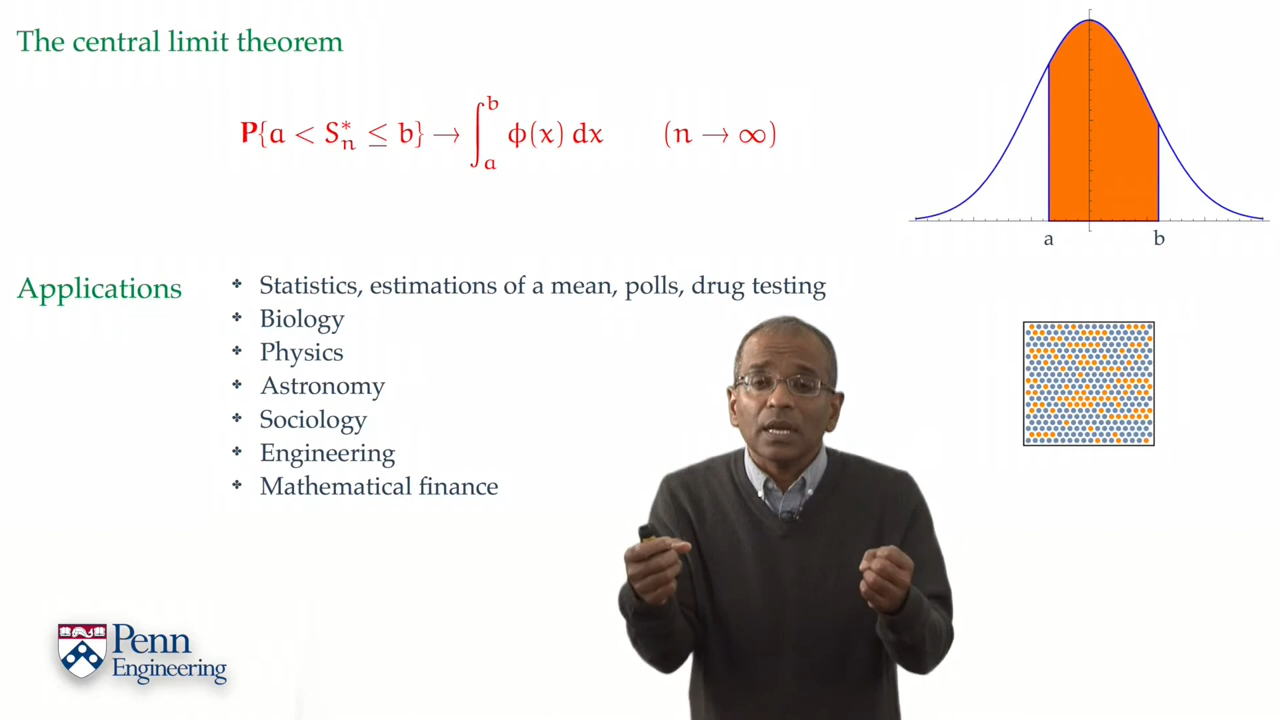 The central limit theorem
P{a < S*ₙ ≤ b} → ∫ₐᵇ ϕ(x) dx (n → ∞)
a b
Applications
✤ Statistics, estimations of a mean, polls, drug testing
✤ Biology
✤ Physics
✤ Astronomy
✤ Sociology
✤ Engineering
✤ Mathematical finance
Penn
Engineering